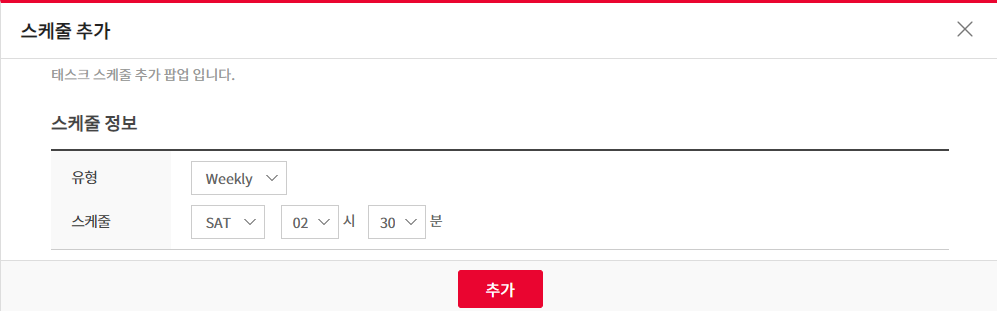 스케줄 추가
태스크 스케줄 추가 팝업 입니다.
스케줄 정보
유형 Weekly
스케줄 SAT 02 시 30 분
추가